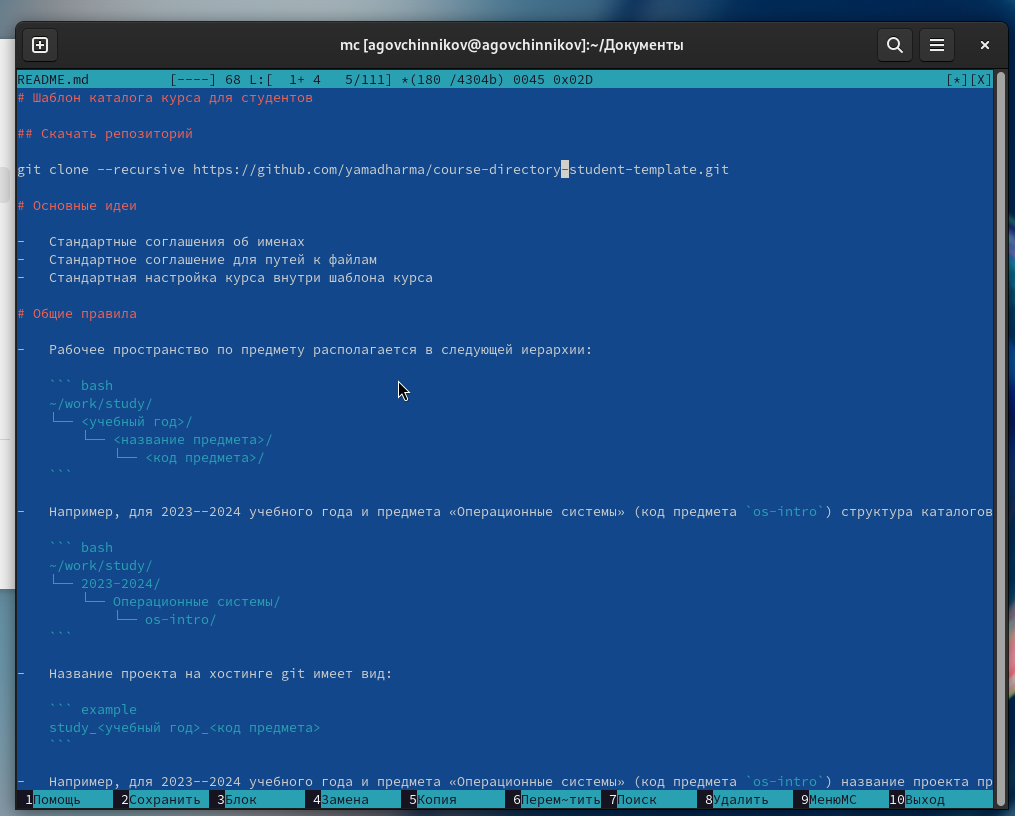 mc [agovchinnikov@agovchinnikov]:~/Документы
README.md          [----] 68 L:[  1+ 4   5/111] *(180 /4304b) 0045 0x02D                                            [*][X]
# Шаблон каталога курса для студентов
## Скачать репозиторий
git clone --recursive https://github.com/yamadharma/course-directory-student-template.git
# Основные идеи
-   Стандартные соглашения об именах
-   Стандартное соглашение для путей к файлам
-   Стандартная настройка курса внутри шаблона курса
# Общие правила
-   Рабочее пространство по предмету располагается в следующей иерархии:
    ``` bash
    ~/work/study/
    └── <учебный год>/
        └── <название предмета>/
            └── <код предмета>/
    ```
-   Например, для 2023--2024 учебного года и предмета «Операционные системы» (код предмета `os-intro`) структура каталогов
    ``` bash
    ~/work/study/
    └── 2023-2024/
        └── Операционные системы/
            └── os-intro/
    ```
-   Название проекта на хостинге git имеет вид:
    ``` example
    study_<учебный год>_<код предмета>
    ```
-   Например, для 2023--2024 учебного года и предмета «Операционные системы» (код предмета `os-intro`) название проекта пр
1Помощь 2Сохранить 3Блок 4Замена 5Копия 6Перем~тить 7Поиск 8Удалить 9МенюMC 10Выход